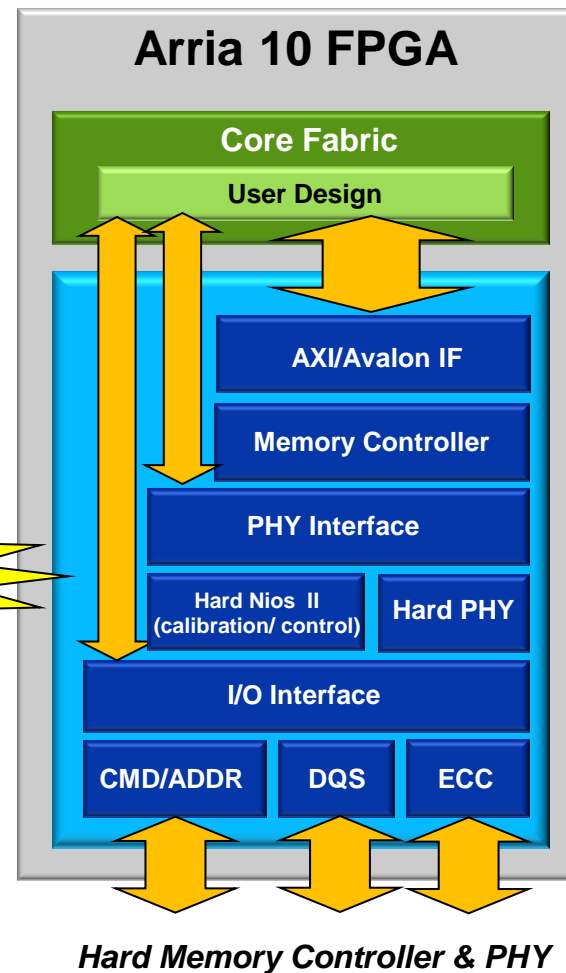 Arria 10 FPGA
Core Fabric
User Design
AXI/Avalon IF
Memory Controller
PHY Interface
Hard Nios II
(calibration/ control)
Hard PHY
I/O Interface
CMD/ADDR
DQS
ECC
Hard Memory Controller & PHY